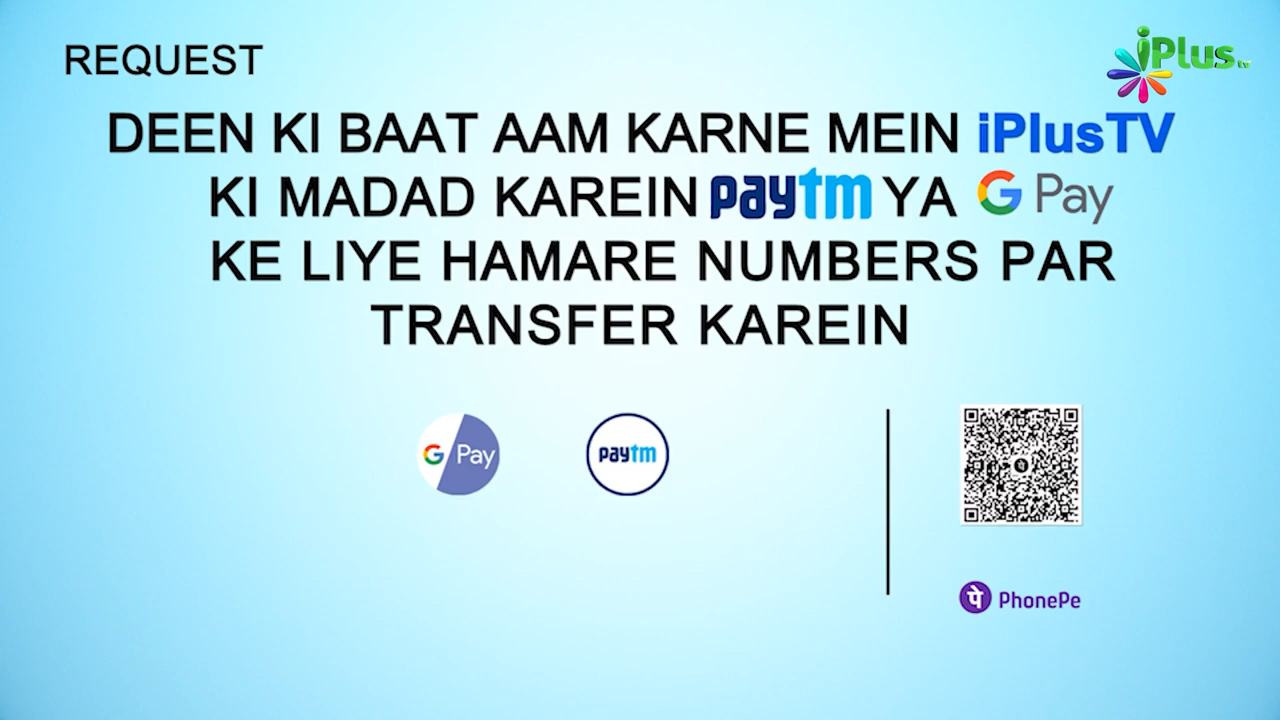 REQUEST
iPlus tv
DEEN KI BAAT AAM KARNE MEIN iPlusTV
KI MADAD KAREIN paytm YA G Pay
KE LIYE HAMARE NUMBERS PAR
TRANSFER KAREIN
G Pay
paytm
पे PhonePe